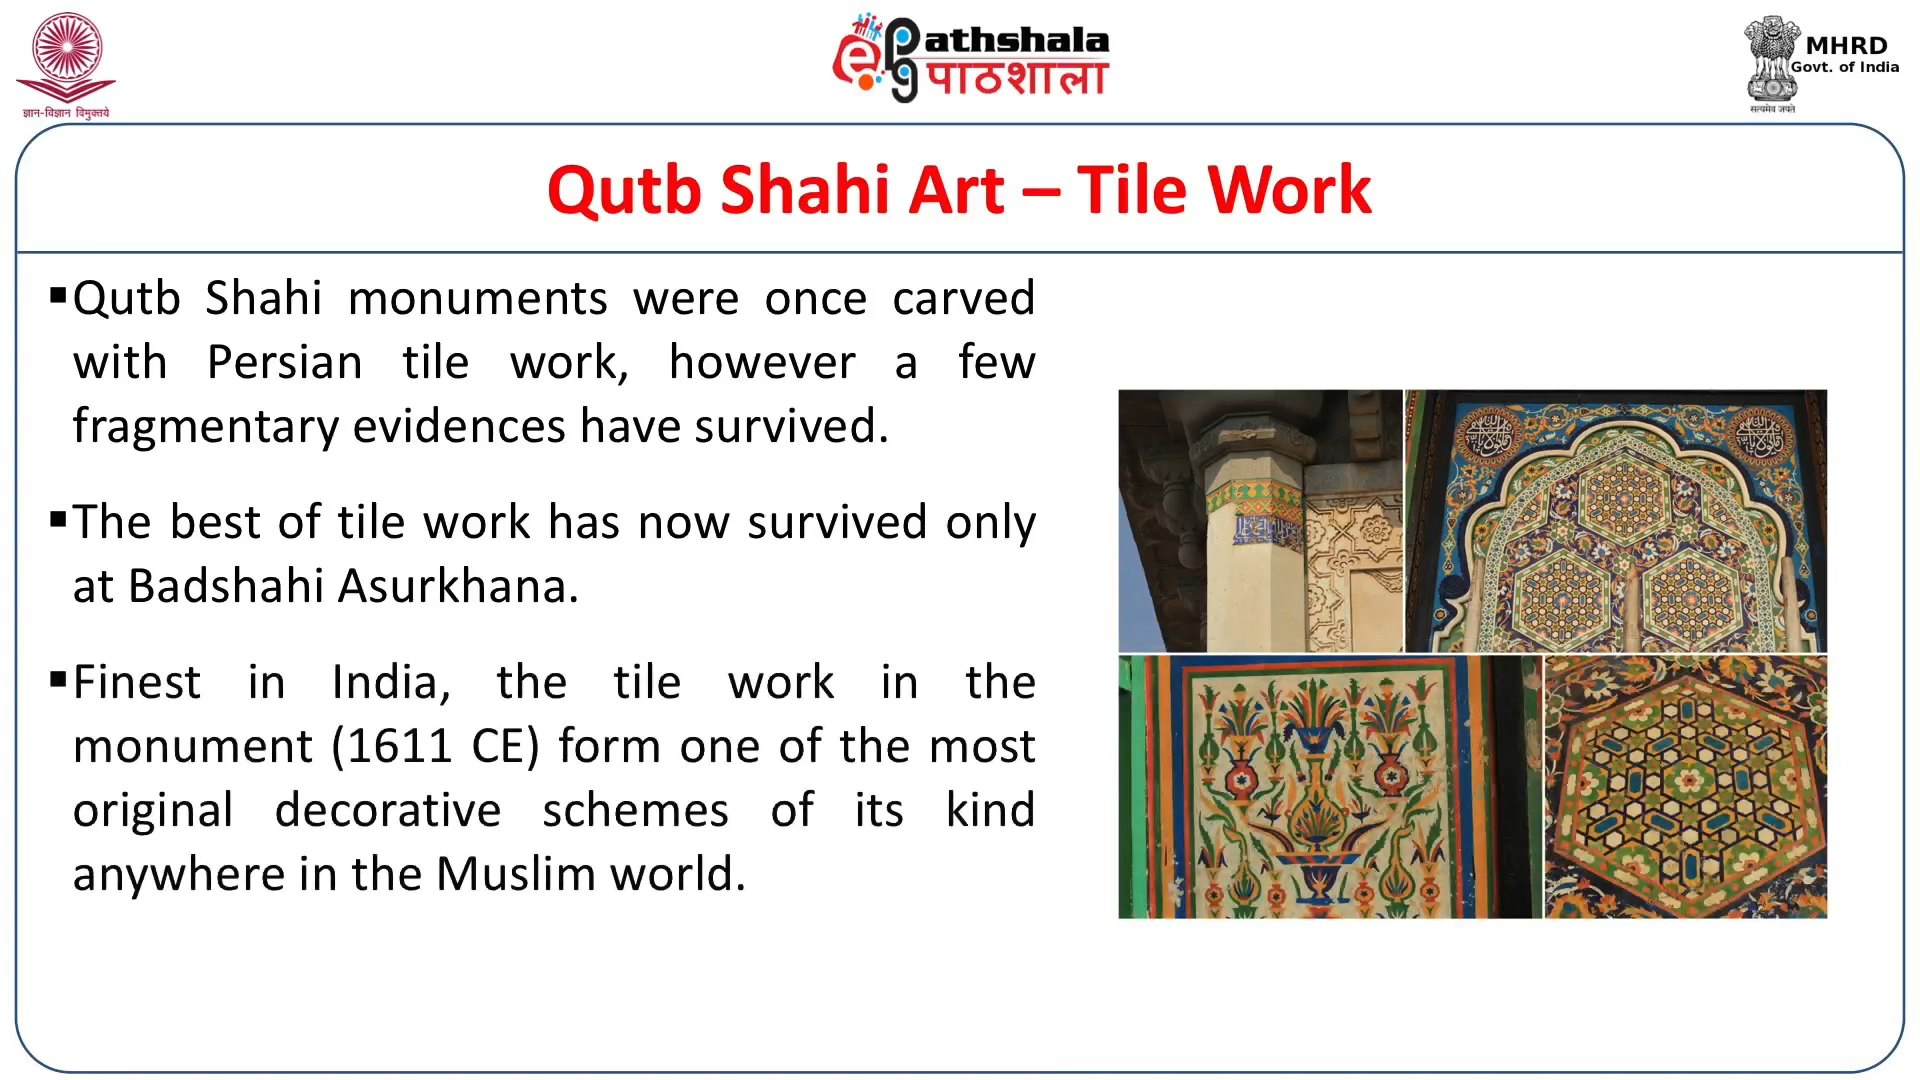 ज्ञान-विज्ञान विमुक्तये
ePathshala
पाठशाला
MHRD
Govt. of India
सत्यमेव जयते
Qutb Shahi Art – Tile Work
▪Qutb Shahi monuments were once carved
with Persian tile work, however a few
fragmentary evidences have survived.
▪The best of tile work has now survived only
at Badshahi Asurkhana.
▪Finest in India, the tile work in the
monument (1611 CE) form one of the most
original decorative schemes of its kind
anywhere in the Muslim world.